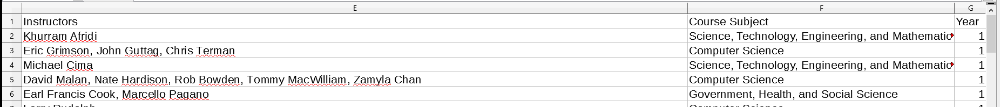 E F G
1 Instructors Course Subject Year
2 Khurram Afridi Science, Technology, Engineering, and Mathematic 1
3 Eric Grimson, John Guttag, Chris Terman Computer Science 1
4 Michael Cima Science, Technology, Engineering, and Mathematic 1
5 David Malan, Nate Hardison, Rob Bowden, Tommy MacWilliam, Zamyla Chan Computer Science 1
6 Earl Francis Cook, Marcello Pagano Government, Health, and Social Science 1